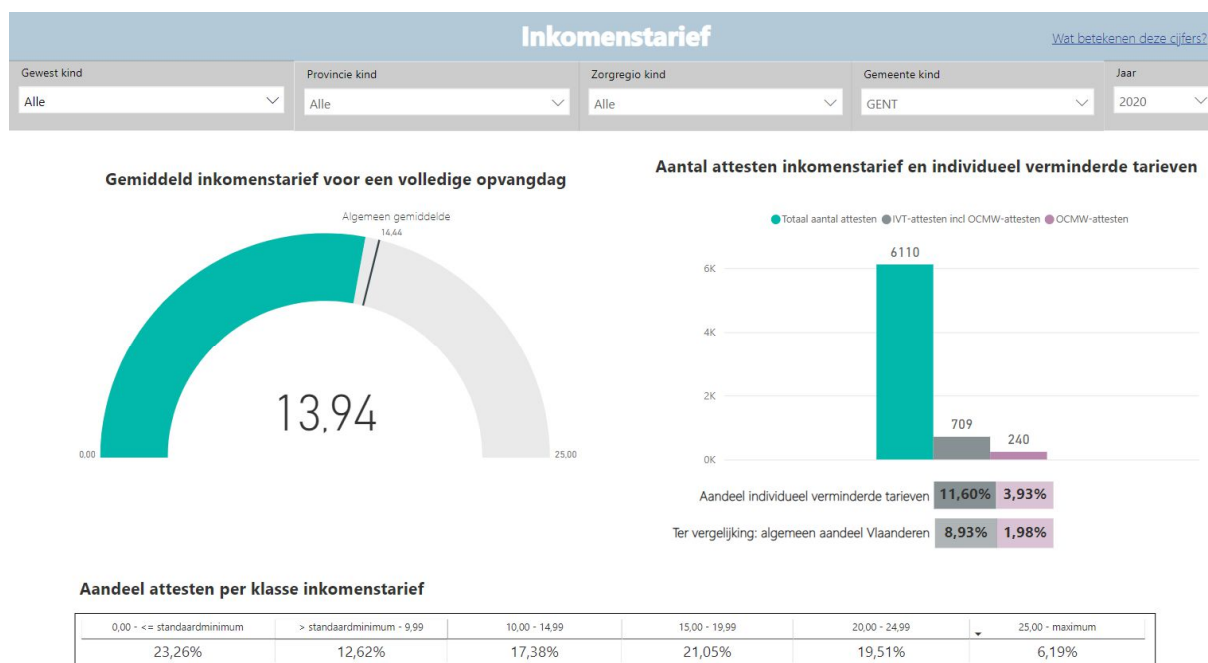 Inkomenstarief
Wat betekenen deze cijfers?
Gewest kind
Provincie kind
Zorgregio kind
Gemeente kind
Jaar
Alle
Alle
Alle
GENT
2020
Gemiddeld inkomenstarief voor een volledige opvangdag
Algemeen gemiddelde
14,44
13,94
0,00
25,00
Aantal attesten inkomenstarief en individueel verminderde tarieven
Totaal aantal attesten IVT-attesten incl OCMW-attesten OCMW-attesten
6110
6K
4K
2K
709
240
0K
Aandeel individueel verminderde tarieven 11,60% 3,93%
Ter vergelijking: algemeen aandeel Vlaanderen 8,93% 1,98%
Aandeel attesten per klasse inkomenstarief
0,00 - <= standaardminimum > standaardminimum - 9,99 10,00 - 14,99 15,00 - 19,99 20,00 - 24,99 25,00 - maximum
23,26% 12,62% 17,38% 21,05% 19,51% 6,19%